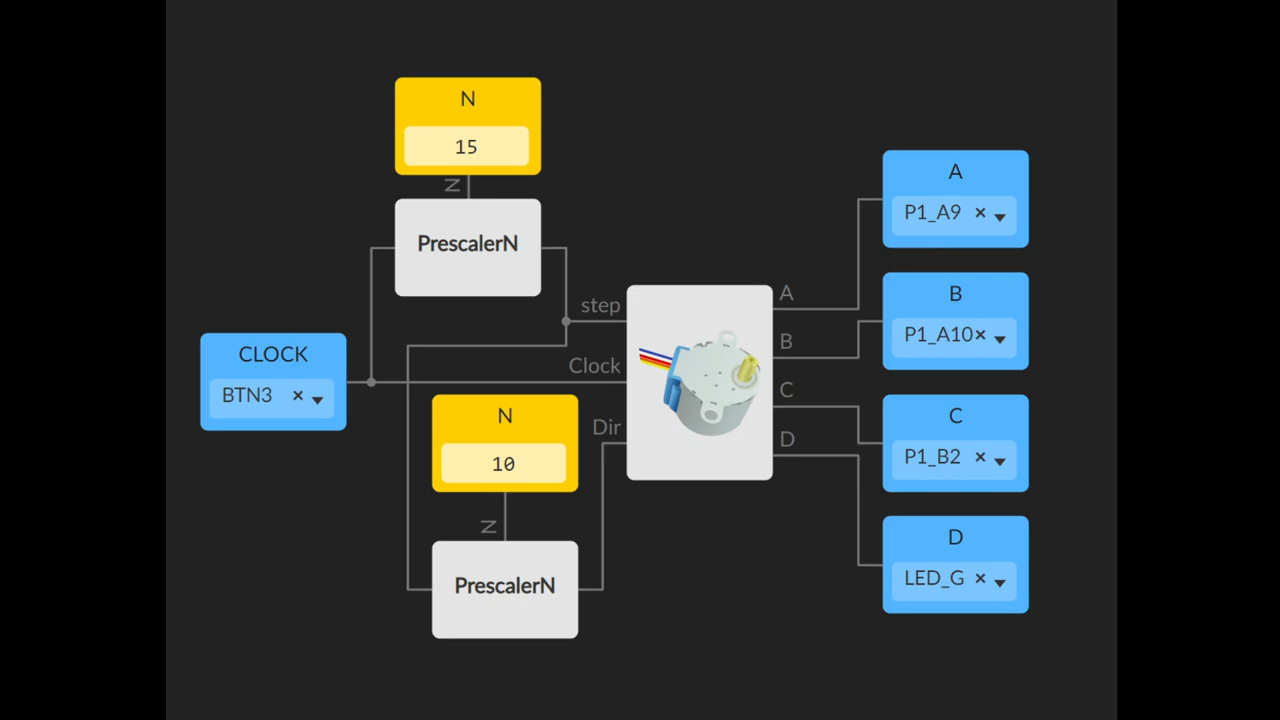 N
15
N
PrescalerN
CLOCK
BTN3 ×
step
Clock
Dir
N
10
N
PrescalerN
A
B
C
D
A
P1_A9 ×
B
P1_A10×
C
P1_B2 ×
D
LED_G ×